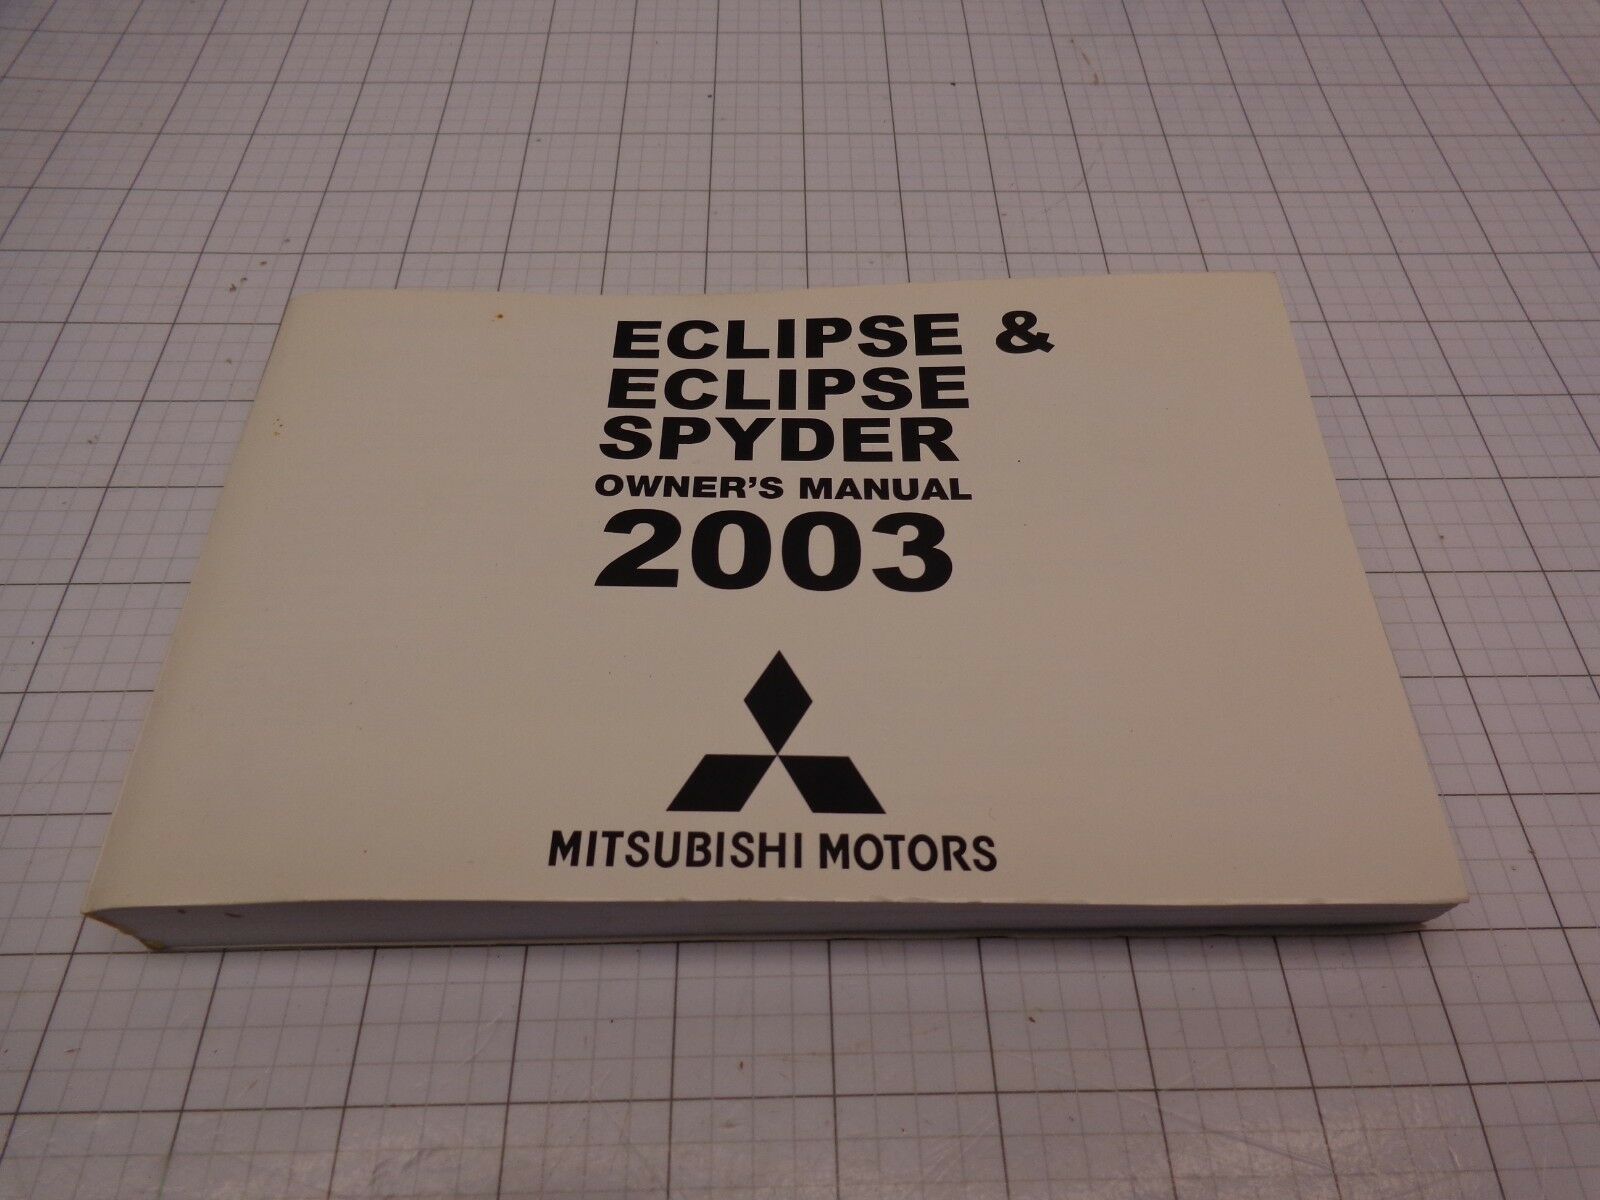 ECLIPSE &
ECLIPSE
SPYDER
OWNER'S MANUAL
2003
MITSUBISHI MOTORS